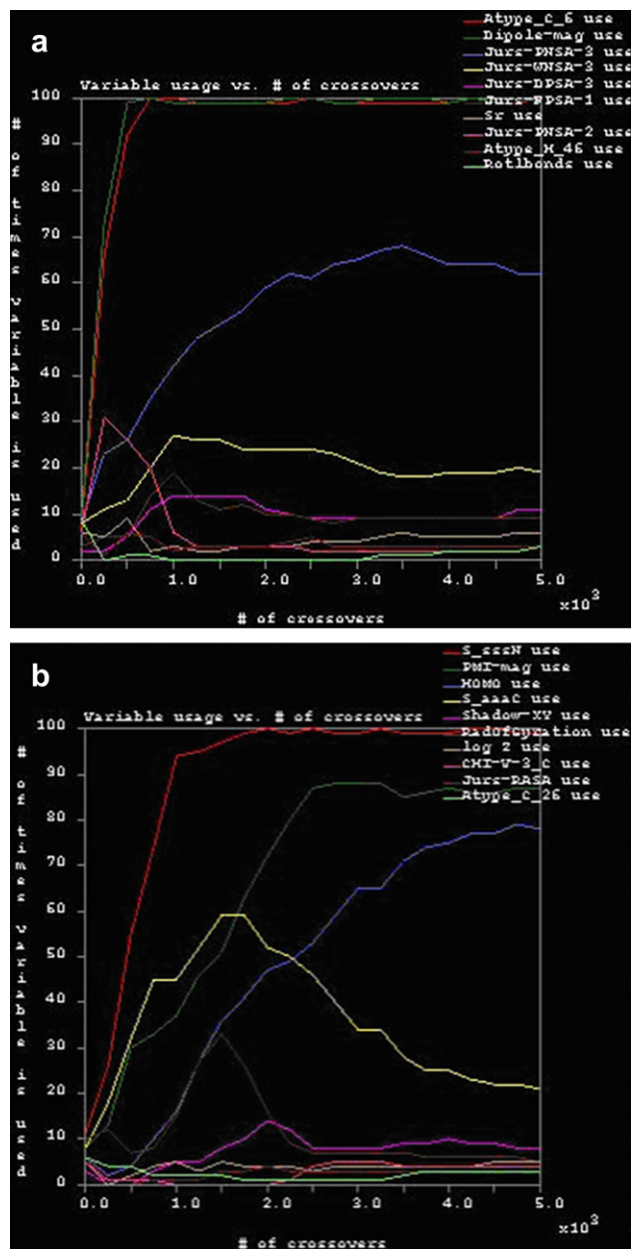 a
Atype_C_6 use
Dipole-mag use
Jurs-PNSA-3 use
Jurs-WNSA-3 use
Jurs-DPSA-3 use
Jurs-FPSA-1 use
Sr use
Jurs-PNSA-2 use
Atype_H_46 use
Rotlbonds use
Variable usage vs. # of crossovers
# of times variable is used
100
90
80
70
60
50
40
30
20
10
0
0.0 1.0 2.0 3.0 4.0 5.0
x10³
# of crossovers
b
S_sssN use
PMI-mag use
HOMO use
S_aaaC use
Shadow-XY use
RadOfGyration use
log Z use
CHI-V-3_C use
Jurs-RASA use
Atype_C_26 use
Variable usage vs. # of crossovers
# of times variable is used
100
90
80
70
60
50
40
30
20
10
0
0.0 1.0 2.0 3.0 4.0 5.0
x10³
# of crossovers